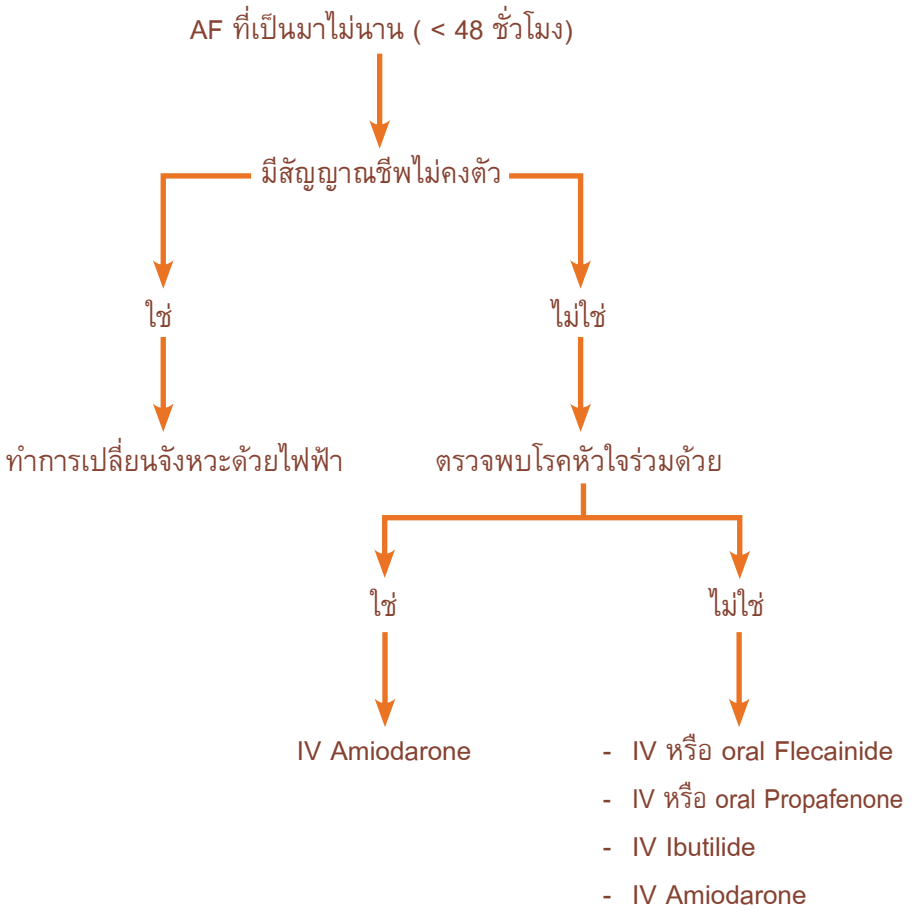 AF ที่เป็นมาไม่นาน ( < 48 ชั่วโมง)
มีสัญญาณชีพไม่คงตัว
ใช่
ไม่ใช่
ทำการเปลี่ยนจังหวะด้วยไฟฟ้า
ตรวจพบโรคหัวใจร่วมด้วย
ใช่
ไม่ใช่
IV Amiodarone
- IV หรือ oral Flecainide
- IV หรือ oral Propafenone
- IV Ibutilide
- IV Amiodarone